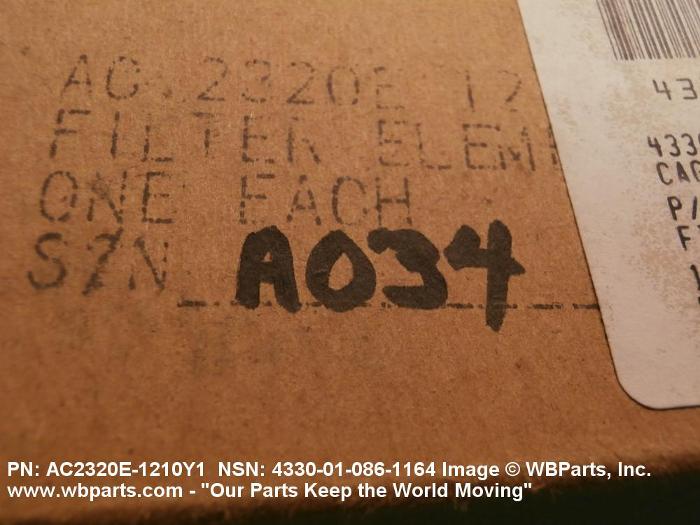 AC 2320E 12
FILTER ELEM
ONE EACH
S/N A034
43
433
CAG
P/
F
PN: AC2320E-1210Y1 NSN: 4330-01-086-1164 Image © WBParts, Inc.
www.wbparts.com - "Our Parts Keep the World Moving"